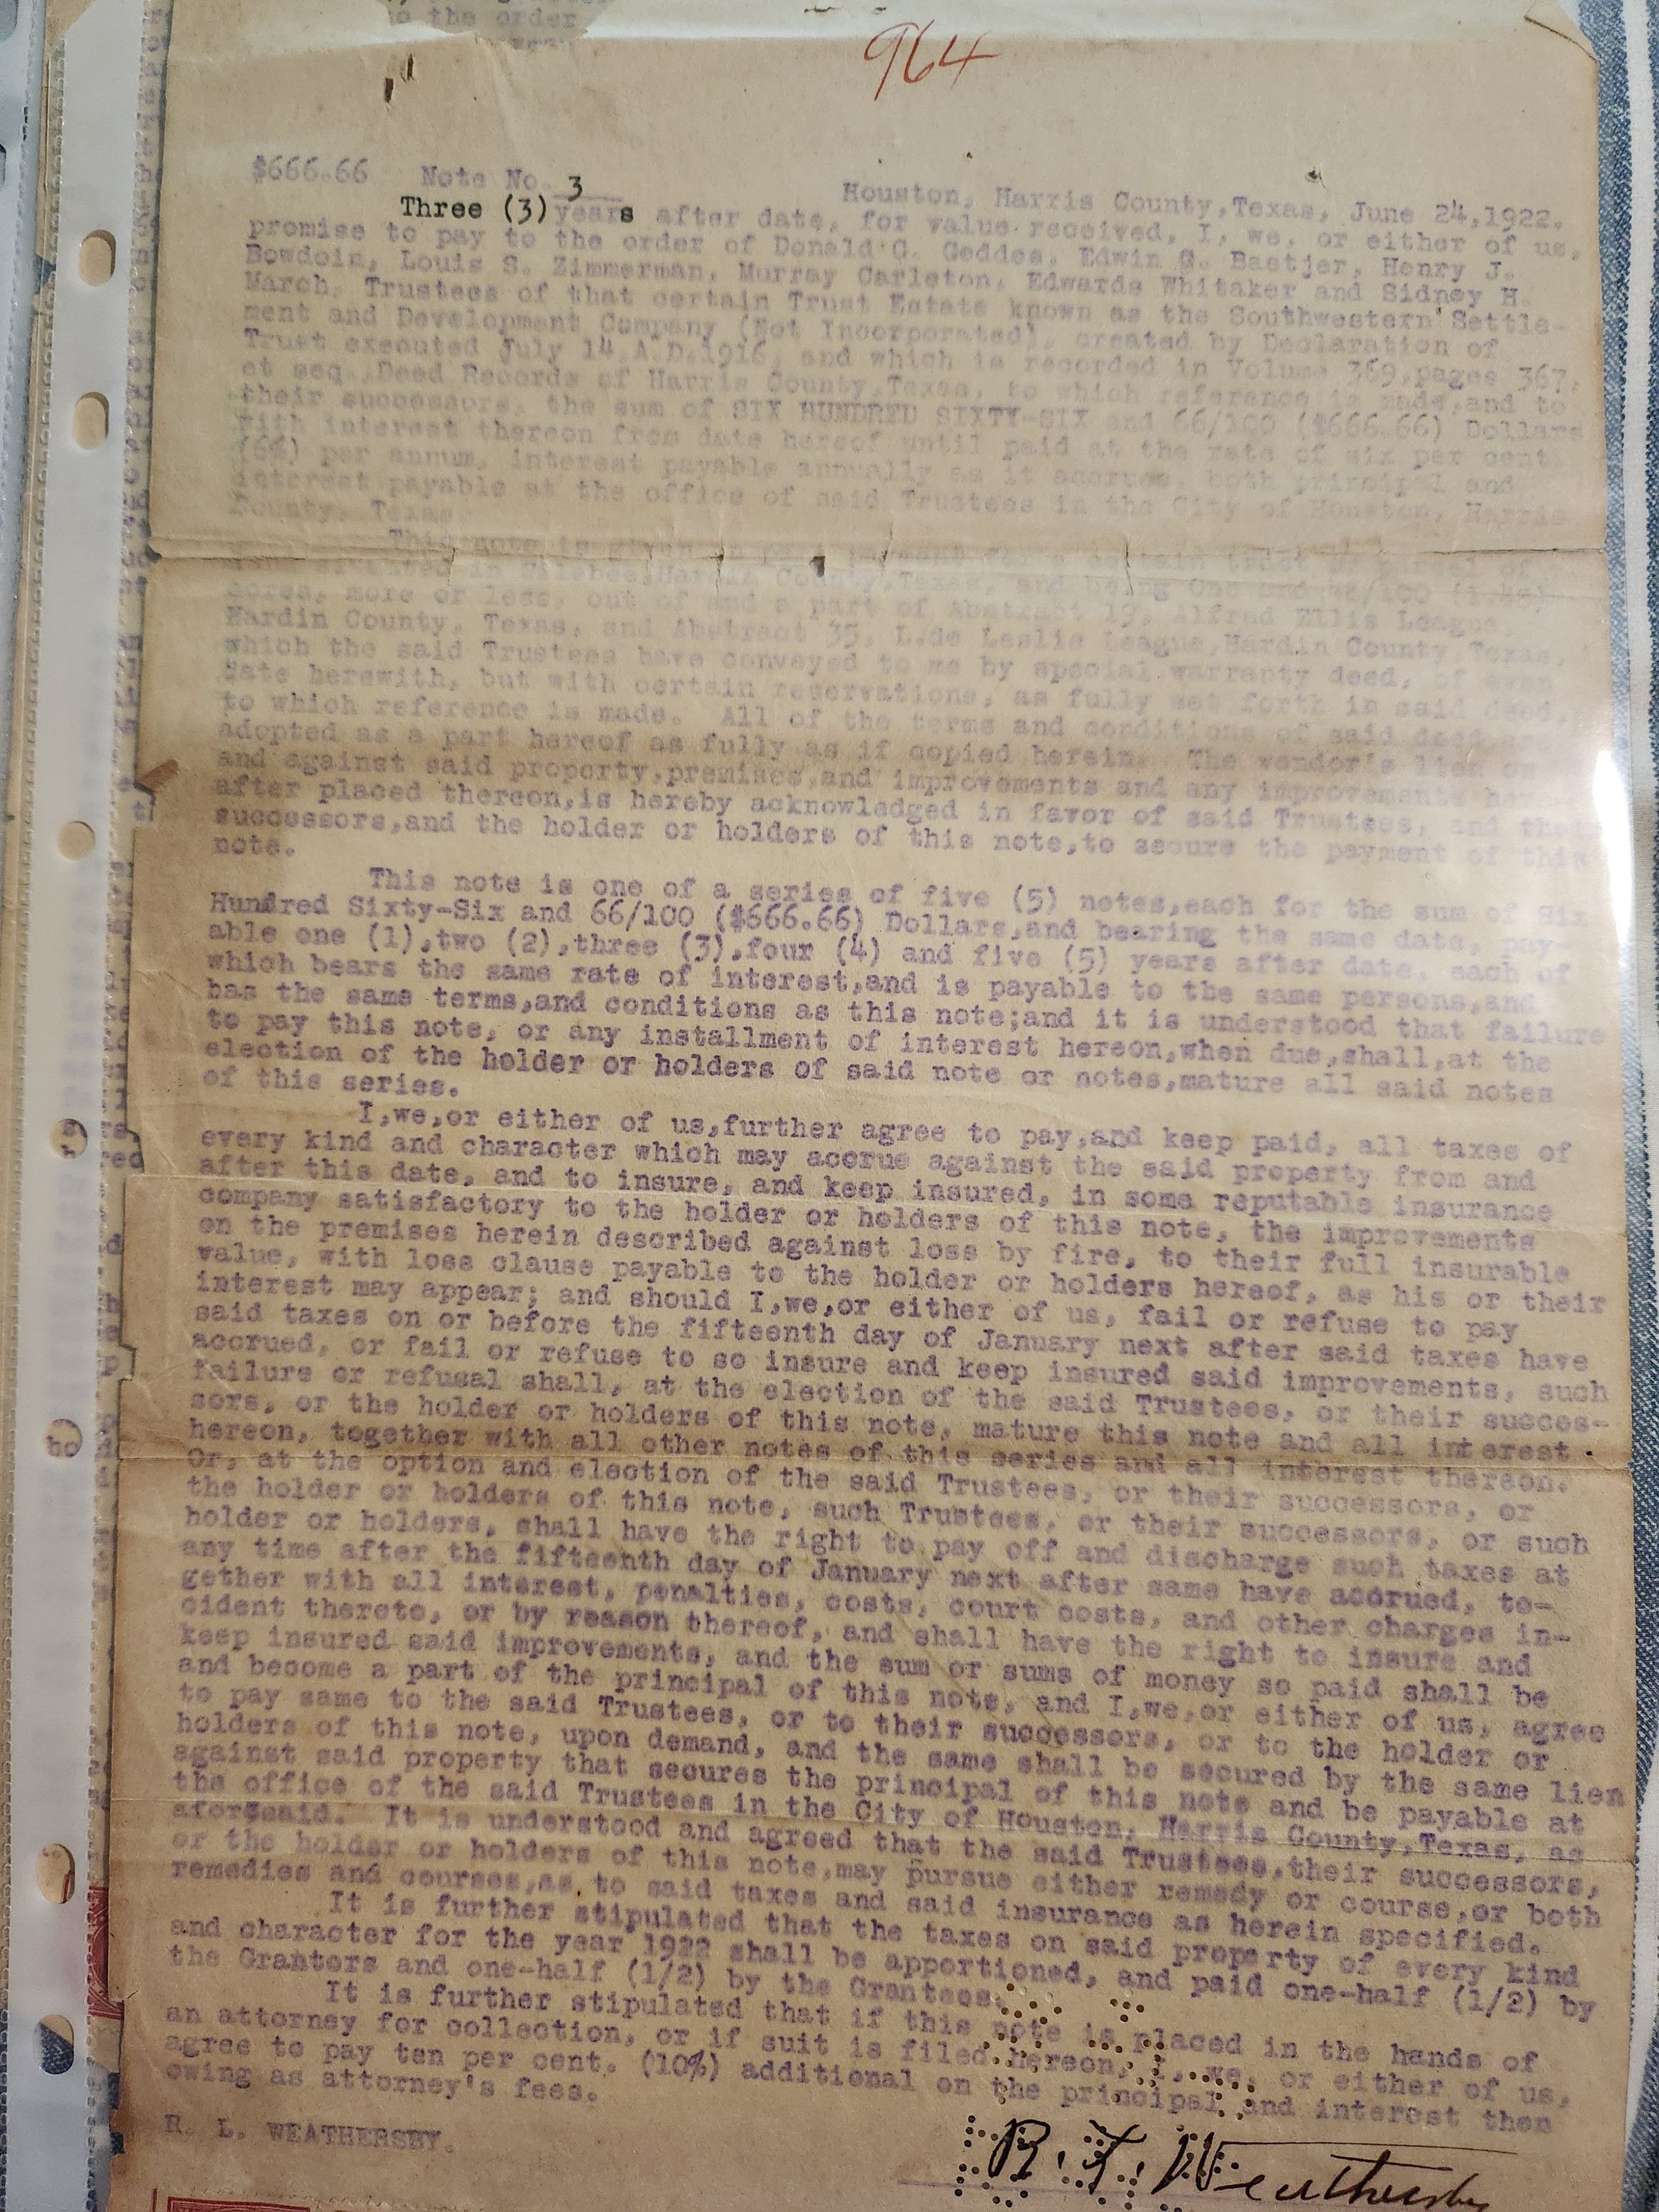 to the order
964
$666.66 Note No. 3 Houston, Harris County, Texas, June 24, 1922.
Three (3) years after date, for value received, I, we, or either of us,
promise to pay to the order of Donald G. Geddes, Edwin G. Baetjer, Henry J.
Bowdoin, Louis S. Zimmerman, Murray Carleton, Edwards Whitaker and Sidney H.
March, Trustees of that certain Trust Estate known as the Southwestern Settle-
ment and Development Company (Not Incorporated), created by Declaration of
Trust executed July 14, A.D. 1916, and which is recorded in Volume 369, pages 367,
et seq., Deed Records of Harris County, Texas, to which reference is made, and to
their successors, the sum of SIX HUNDRED SIXTY-SIX and 66/100 ($666.66) Dollars
with interest thereon from date hereof until paid at the rate of six per cent
(6%) per annum, interest payable annually as it accrues, both principal and
interest payable at the office of said Trustees in the City of Houston, Harris
County, Texas
This note is given in certain tract
situated in Silsbee, Hardin County, Texas, and being One and 48/100 (1.48)
acres, more or less, out of and a part of Abstract 19, Alfred Ellis League,
Hardin County, Texas, and Abstract 35, L. de Leslie League, Hardin County, Texas,
which the said Trustees have conveyed to me by special warranty deed, of even
date herewith, but with certain reservations, as fully set forth in said deed,
to which reference is made. All of the terms and conditions of said deed
adopted as a part hereof as fully as if copied herein. The vendor's lien on
and against said property, premises, and improvements and any improvements here
after placed thereon, is hereby acknowledged in favor of said Trustees, and their
successors, and the holder or holders of this note, to secure the payment of this
note.
This note is one of a series of five (5) notes, each for the sum of Six
Hundred Sixty-Six and 66/100 ($666.66) Dollars, and bearing the same date, pay-
able one (1), two (2), three (3), four (4) and five (5) years after date, each of
which bears the same rate of interest, and is payable to the same persons, and
has the same terms, and conditions as this note; and it is understood that failure
to pay this note, or any installment of interest hereon, when due, shall, at the
election of the holder or holders of said note or notes, mature all said notes
of this series.
I, we, or either of us, further agree to pay, and keep paid, all taxes of
every kind and character which may accrue against the said property from and
after this date, and to insure, and keep insured, in some reputable insurance
company satisfactory to the holder or holders of this note, the improvements
on the premises herein described against loss by fire, to their full insurable
value, with loss clause payable to the holder or holders hereof, as his or their
interest may appear; and should I, we, or either of us, fail or refuse to pay
said taxes on or before the fifteenth day of January next after said taxes have
accrued, or fail or refuse to so insure and keep insured said improvements, such
failure or refusal shall, at the election of the said Trustees, or their succes-
sors, or the holder or holders of this note, mature this note and all interest
hereon, together with all other notes of this series and all interest thereon.
Or, at the option and election of the said Trustees, or their successors, or
the holder or holders of this note, such Trustees, or their successors, or such
holder or holders, shall have the right to pay off and discharge such taxes at
any time after the fifteenth day of January next after same have accrued, to-
gether with all interest, penalties, costs, court costs, and other charges in-
cident thereto, or by reason thereof, and shall have the right to insure and
keep insured said improvements, and the sum or sums of money so paid shall be
and become a part of the principal of this note, and I, we, or either of us, agree
to pay same to the said Trustees, or to their successors, or to the holder or
holders of this note, upon demand, and the same shall be secured by the same lien
against said property that secures the principal of this note and be payable at
the office of the said Trustees in the City of Houston, Harris County, Texas, as
aforesaid. It is understood and agreed that the said Trustees, their successors,
or the holder or holders of this note, may pursue either remedy or course, or both
remedies and courses, as to said taxes and said insurance as herein specified.
It is further stipulated that the taxes on said property of every kind
and character for the year 1922 shall be apportioned, and paid one-half (1/2) by
the Grantors and one-half (1/2) by the Grantees.
It is further stipulated that if this note is placed in the hands of
an attorney for collection, or if suit is filed hereon, I, we, or either of us,
agree to pay ten per cent. (10%) additional on the principal and interest then
owing as attorney's fees.
R. L. WEATHERSBY.
R. L. Weathersby